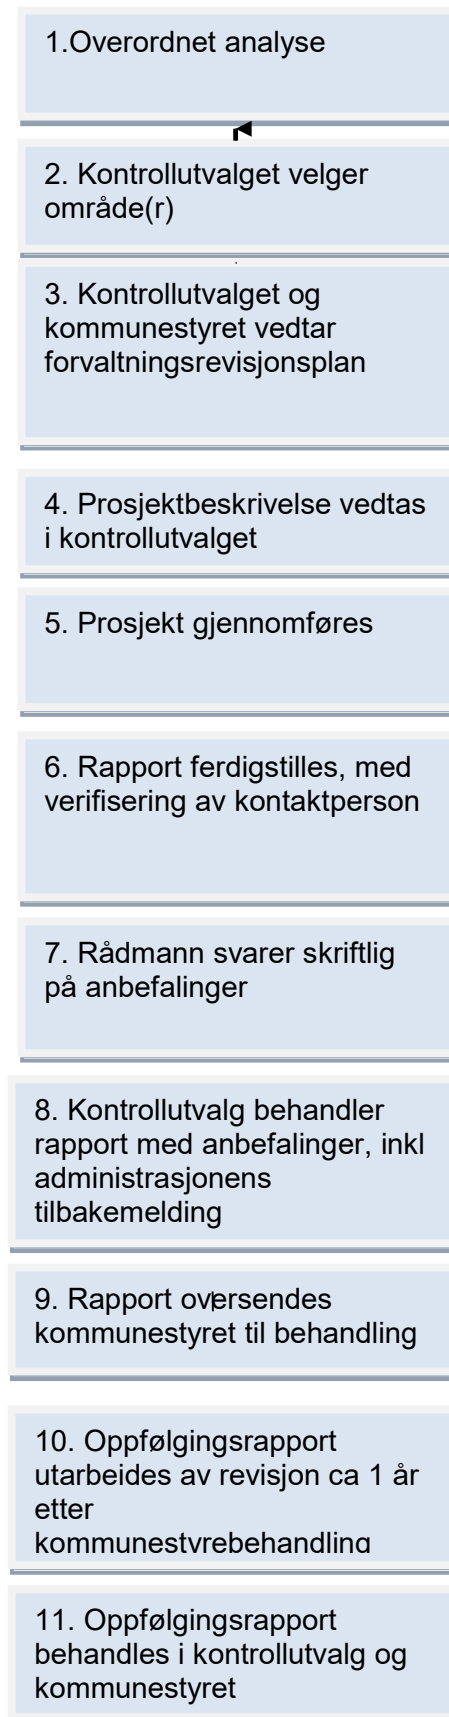 1.Overordnet analyse
2. Kontrollutvalget velger
område(r)
3. Kontrollutvalget og
kommunestyret vedtar
forvaltningsrevisjonsplan
4. Prosjektbeskrivelse vedtas
i kontrollutvalget
5. Prosjekt gjennomføres
6. Rapport ferdigstilles, med
verifisering av kontaktperson
7. Rådmann svarer skriftlig
på anbefalinger
8. Kontrollutvalg behandler
rapport med anbefalinger, inkl
administrasjonens
tilbakemelding
9. Rapport oversendes
kommunestyret til behandling
10. Oppfølgingsrapport
utarbeides av revisjon ca 1 år
etter
kommunestyrebehandling
11. Oppfølgingsrapport
behandles i kontrollutvalg og
kommunestyret